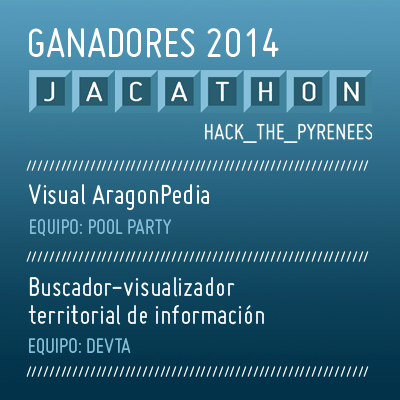 GANADORES 2014
JACATHON
HACK_THE_PYRENEES
Visual AragonPedia
EQUIPO: POOL PARTY
Buscador-visualizador
territorial de información
EQUIPO: DEVTA